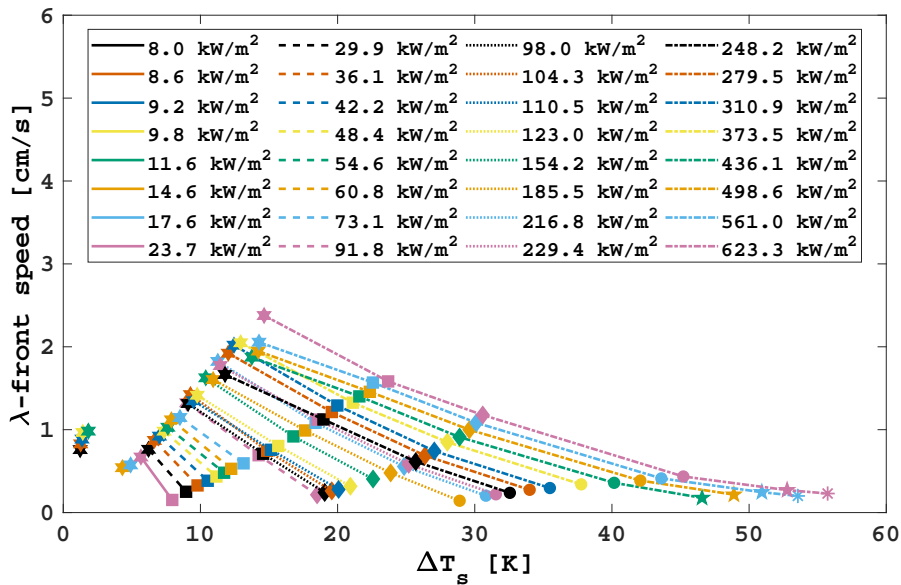 λ-front speed [cm/s]
6
5
4
3
2
1
0
8.0 kW/m² 29.9 kW/m² 98.0 kW/m² 248.2 kW/m²
8.6 kW/m² 36.1 kW/m² 104.3 kW/m² 279.5 kW/m²
9.2 kW/m² 42.2 kW/m² 110.5 kW/m² 310.9 kW/m²
9.8 kW/m² 48.4 kW/m² 123.0 kW/m² 373.5 kW/m²
11.6 kW/m² 54.6 kW/m² 154.2 kW/m² 436.1 kW/m²
14.6 kW/m² 60.8 kW/m² 185.5 kW/m² 498.6 kW/m²
17.6 kW/m² 73.1 kW/m² 216.8 kW/m² 561.0 kW/m²
23.7 kW/m² 91.8 kW/m² 229.4 kW/m² 623.3 kW/m²
0 10 20 30 40 50 60
ΔTₛ [K]